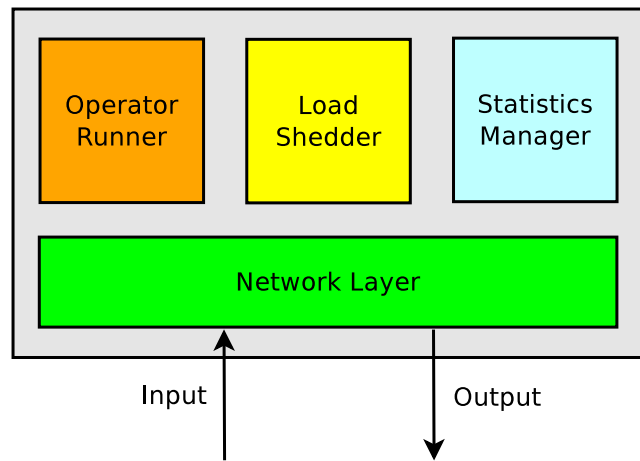 Operator
Runner
Load
Shedder
Statistics
Manager
Network Layer
Input
Output